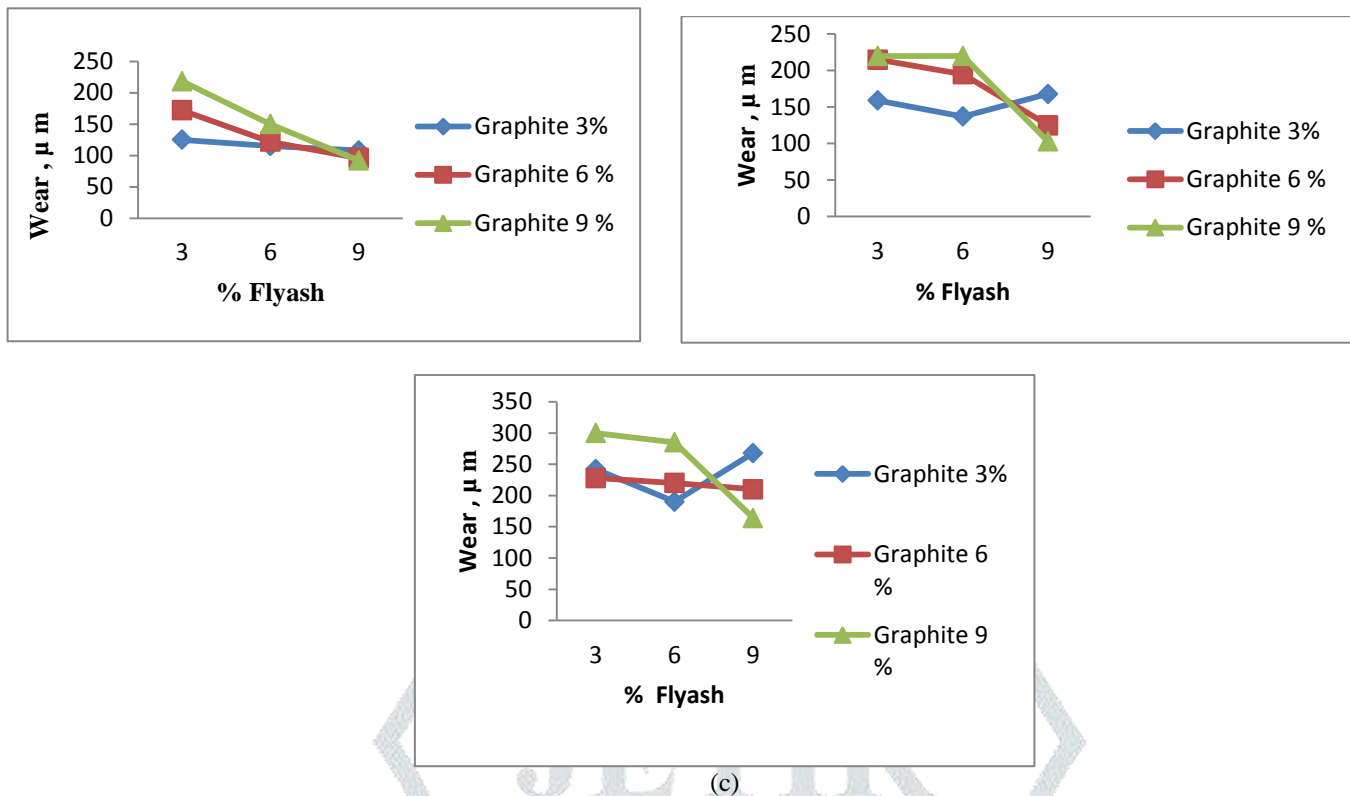 250
200
150
100
50
0
Wear , µ m
3 6 9
% Flyash
Graphite 3%
Graphite 6 %
Graphite 9 %
250
200
150
100
50
0
Wear , µ m
3 6 9
% Flyash
Graphite 3%
Graphite 6 %
Graphite 9 %
350
300
250
200
150
100
50
0
Wear , µ m
3 6 9
% Flyash
Graphite 3%
Graphite 6
%
Graphite 9
%
JETIR
(c)